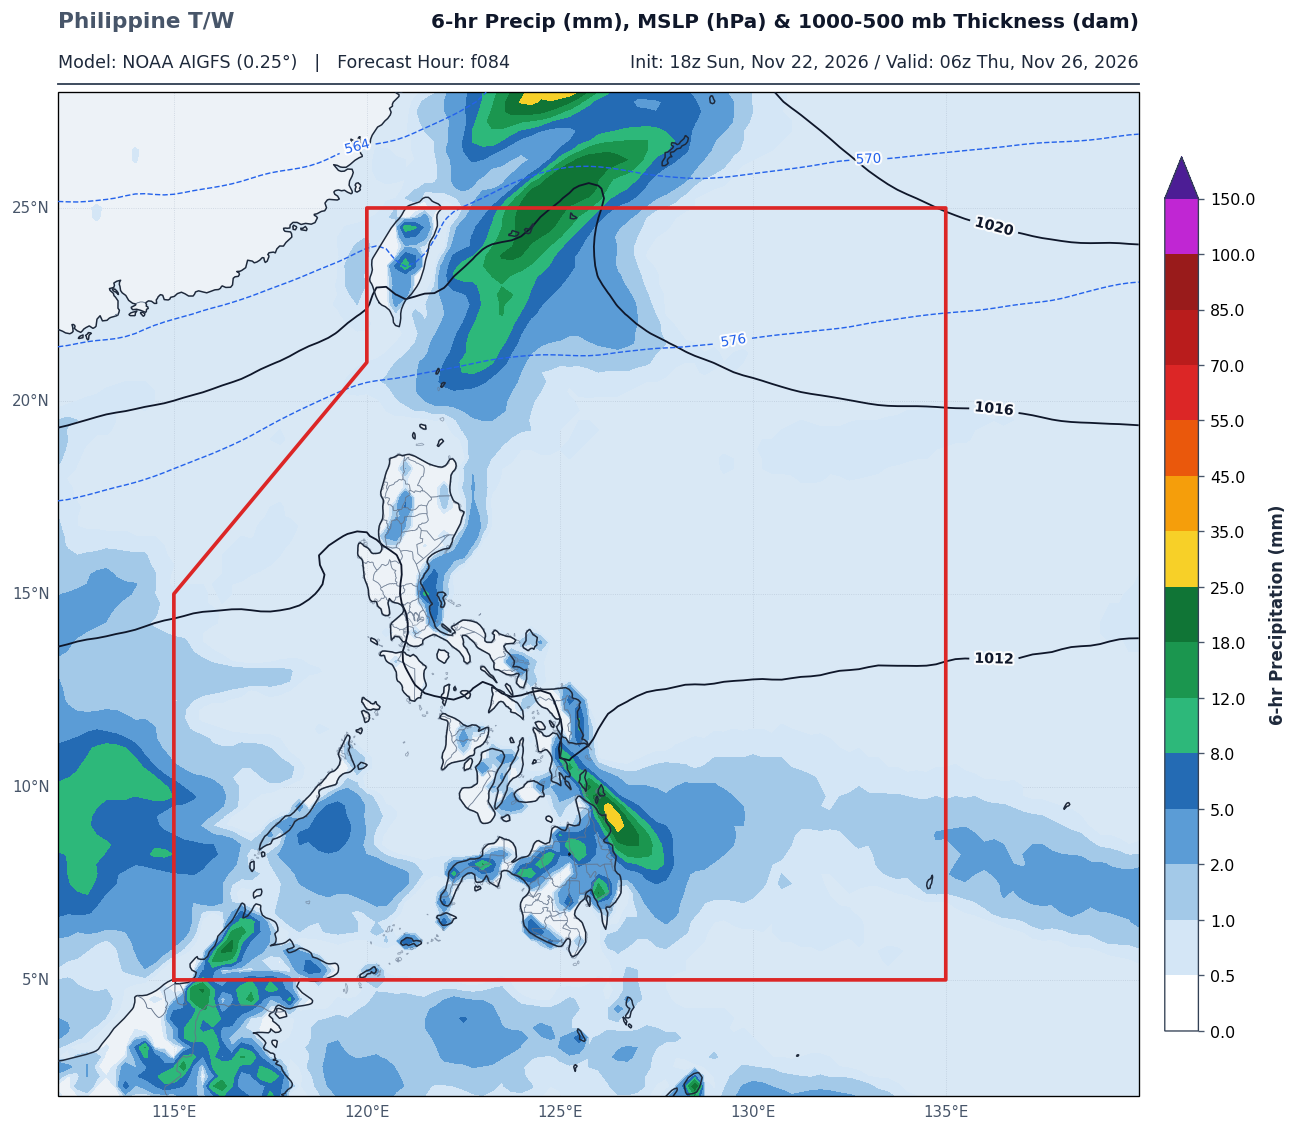 Philippine T/W
6-hr Precip (mm), MSLP (hPa) & 1000-500 mb Thickness (dam)
Model: NOAA AIGFS (0.25°) | Forecast Hour: f084
Init: 18z Sun, Nov 22, 2026 / Valid: 06z Thu, Nov 26, 2026
564
570
1020
576
1016
1012
25°N
20°N
15°N
10°N
5°N
115°E
120°E
125°E
130°E
135°E
150.0
100.0
85.0
70.0
55.0
45.0
35.0
25.0
18.0
12.0
8.0
5.0
2.0
1.0
0.5
0.0
6-hr Precipitation (mm)